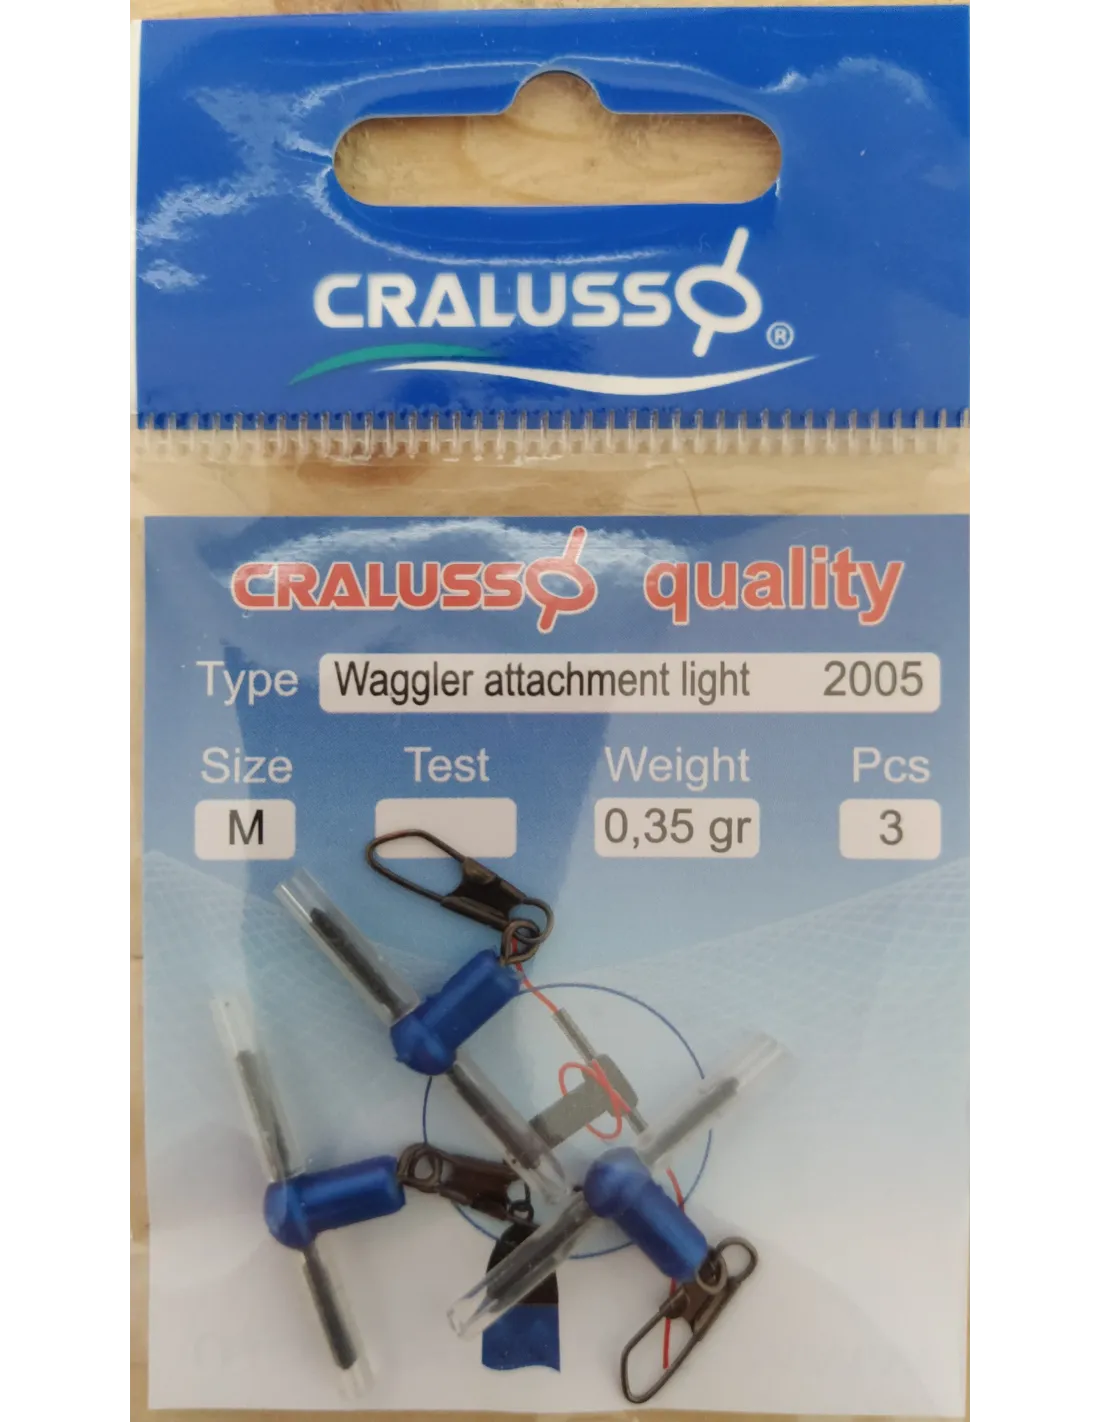 CRALUSSO®
CRALUSSO quality
Type Waggler attachment light 2005
Size Test Weight Pcs
M 0,35 gr 3